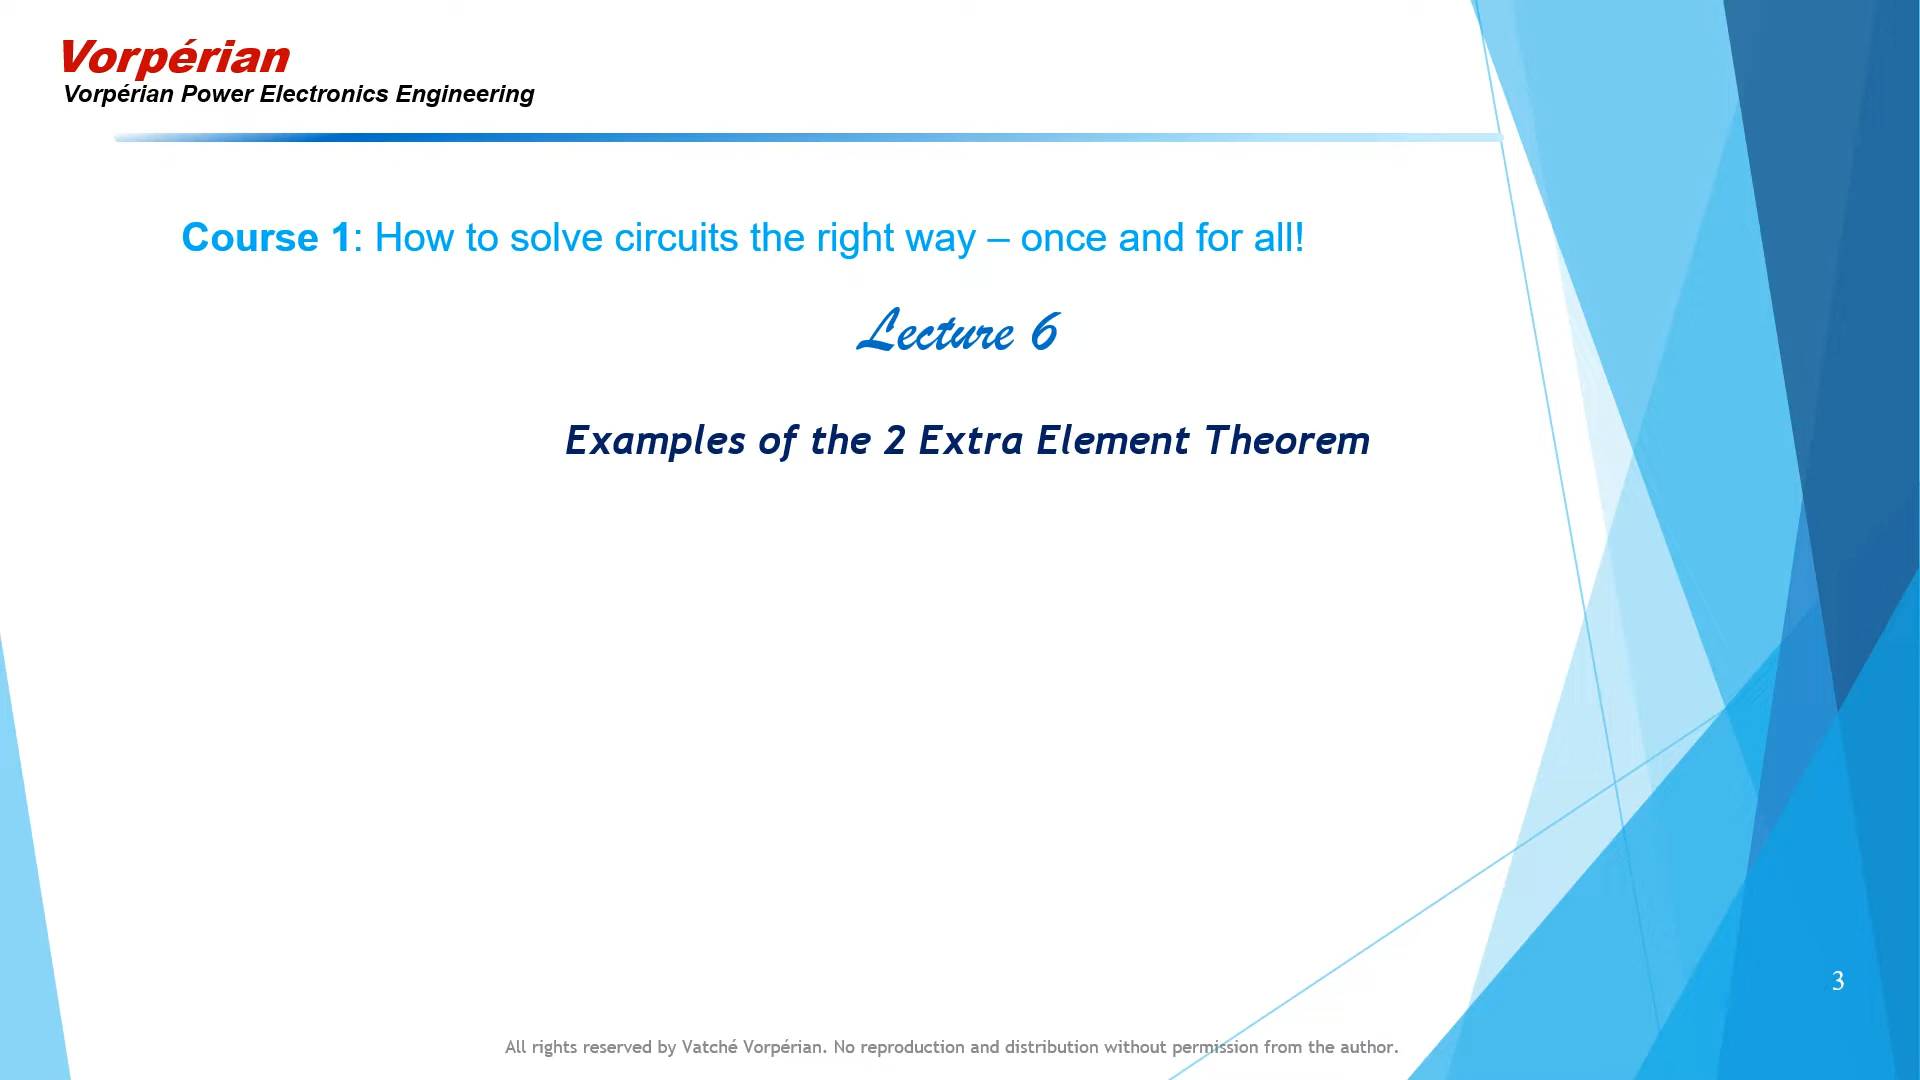 Vorpérian
Vorpérian Power Electronics Engineering
Course 1: How to solve circuits the right way – once and for all!
Lecture 6
Examples of the 2 Extra Element Theorem
3
All rights reserved by Vatché Vorpérian. No reproduction and distribution without permission from the author.